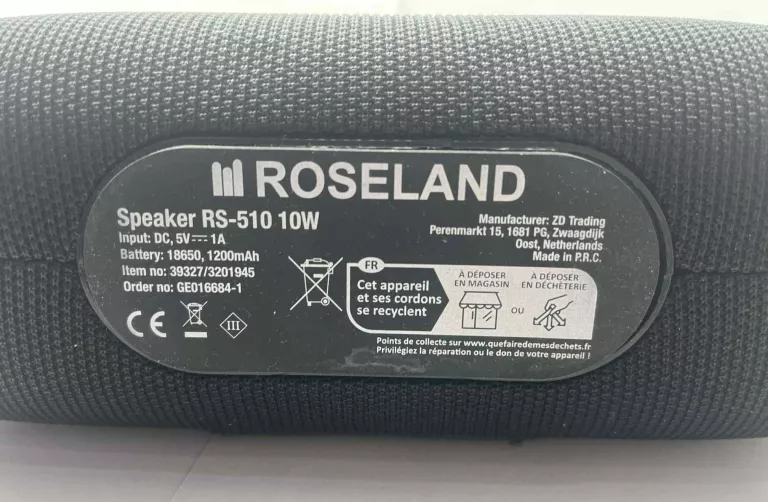 ROSELAND
Speaker RS-510 10W
Input: DC, 5V⎓1A
Battery: 18650, 1200mAh
Item no: 39327/3201945
Order no: GE016684-1
Manufacturer: ZD Trading
Perenmarkt 15, 1681 PG, Zwaagdijk
Oost, Netherlands
Made in P.R.C.
CE
III
FR
Cet appareil
et ses cordons
se recyclent
À DÉPOSER
EN MAGASIN
OU
À DÉPOSER
EN DÉCHÈTERIE
Points de collecte sur www.quefairedemesdechets.fr
Privilégiez la réparation ou le don de votre appareil !